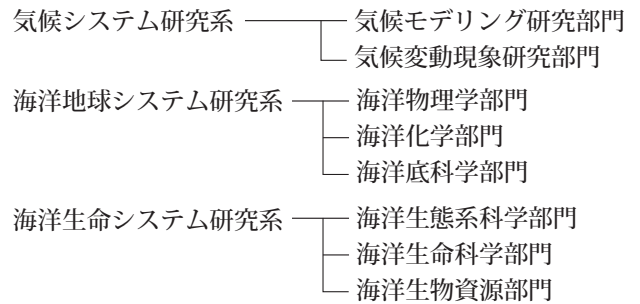 気候システム研究系 気候モデリング研究部門
気候変動現象研究部門
海洋地球システム研究系 海洋物理学部門
海洋化学部門
海洋底科学部門
海洋生命システム研究系 海洋生態系科学部門
海洋生命科学部門
海洋生物資源部門